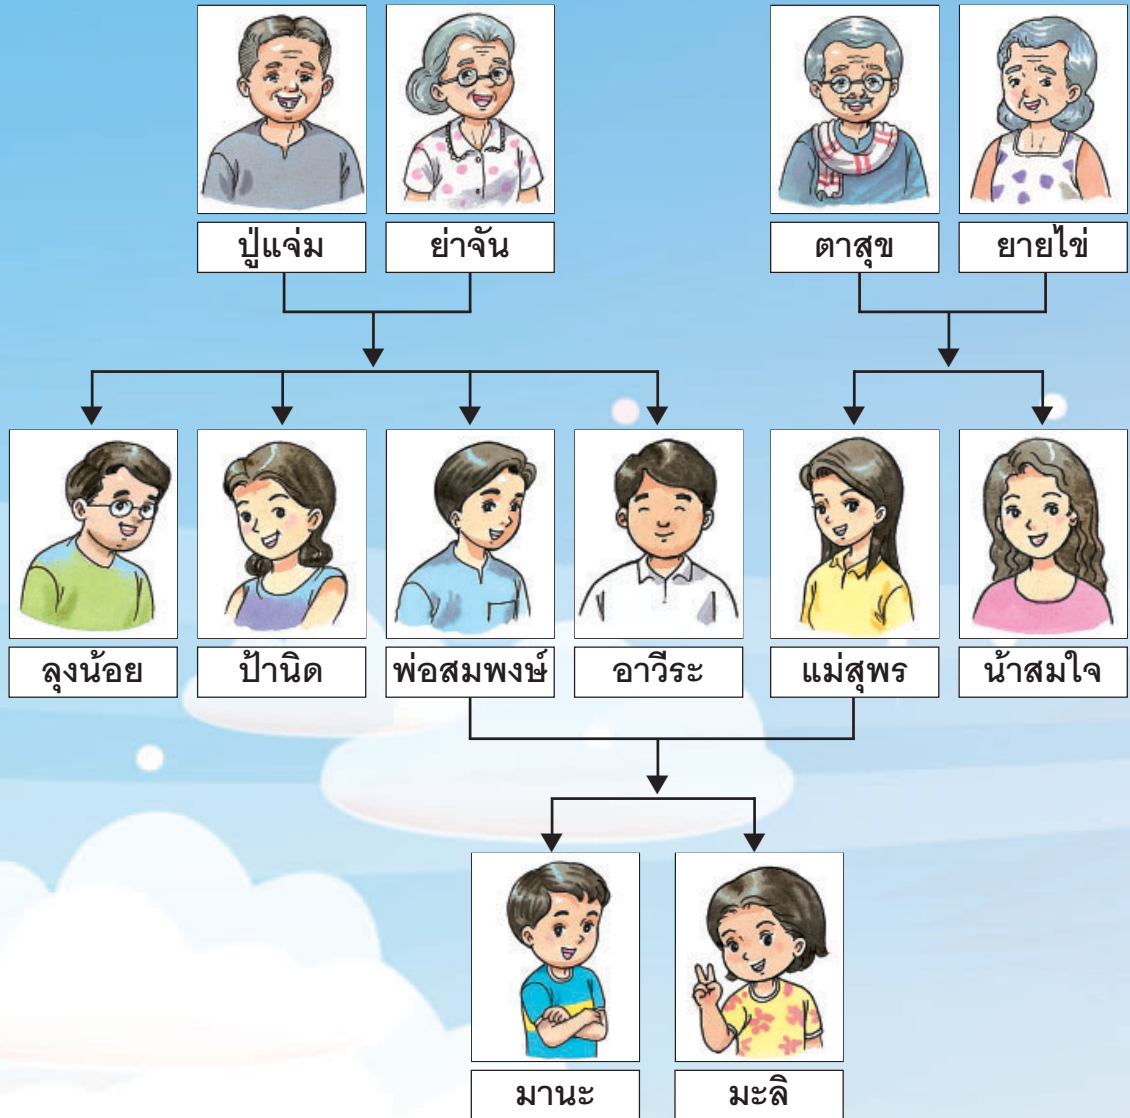 ปู่แจ่ม
ย่าจัน
ตาสุข
ยายไข่
ลุงน้อย
ป้านิด
พ่อสมพงษ์
อาวีระ
แม่สุพร
น้าสมใจ
มานะ
มะลิ